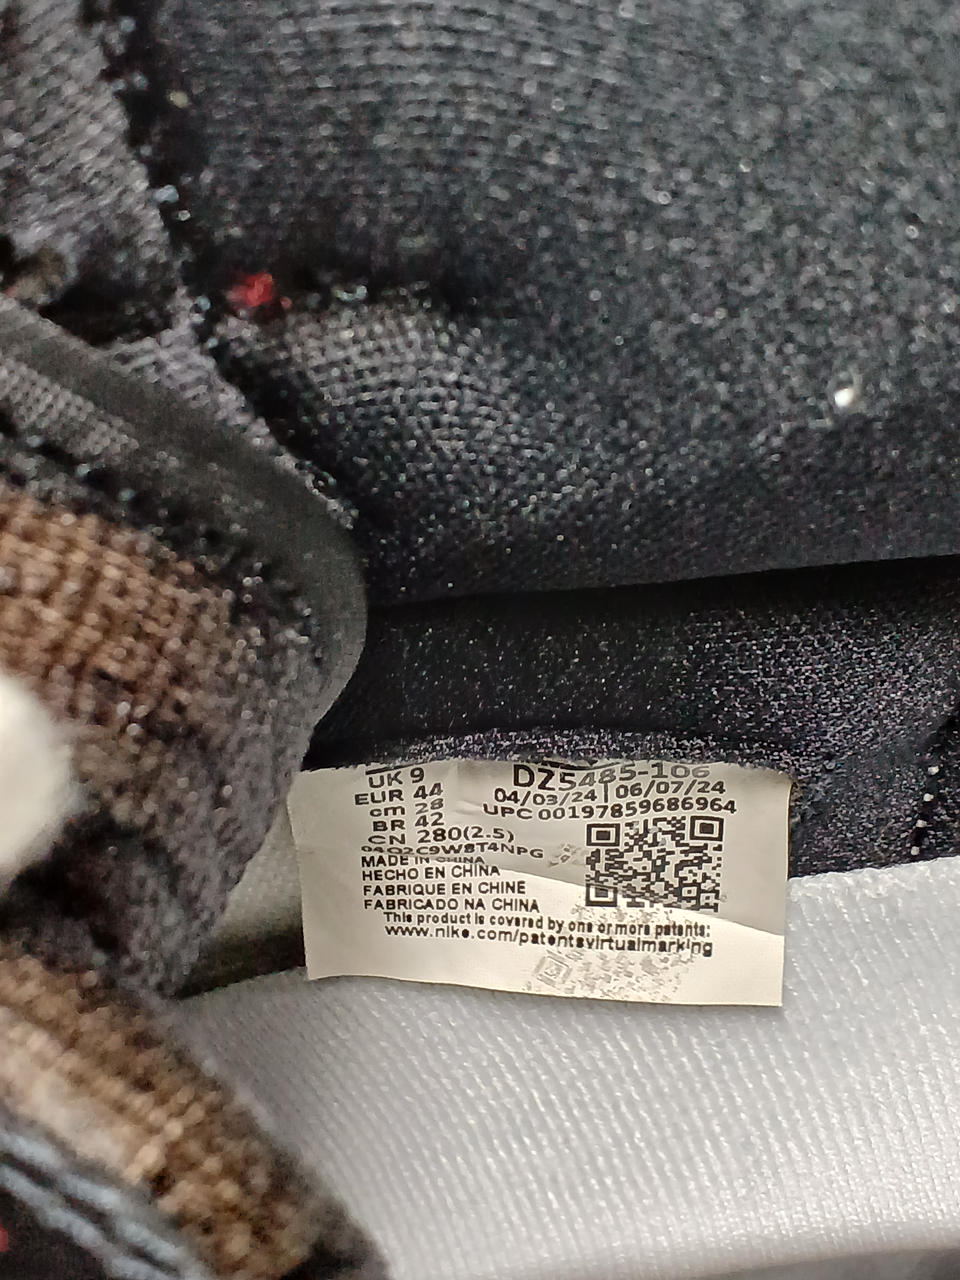 UK 9
EUR 44
cm 28
BR 42
CN 280(2.5)
04Q2C9W8T4NPG
DZ5485-106
04/03/24 | 06/07/24
UPC 00197859686964
MADE IN CHINA
HECHO EN CHINA
FABRIQUE EN CHINE
FABRICADO NA CHINA
This product is covered by one or more patents:
www.nike.com/patentsvirtualmarking